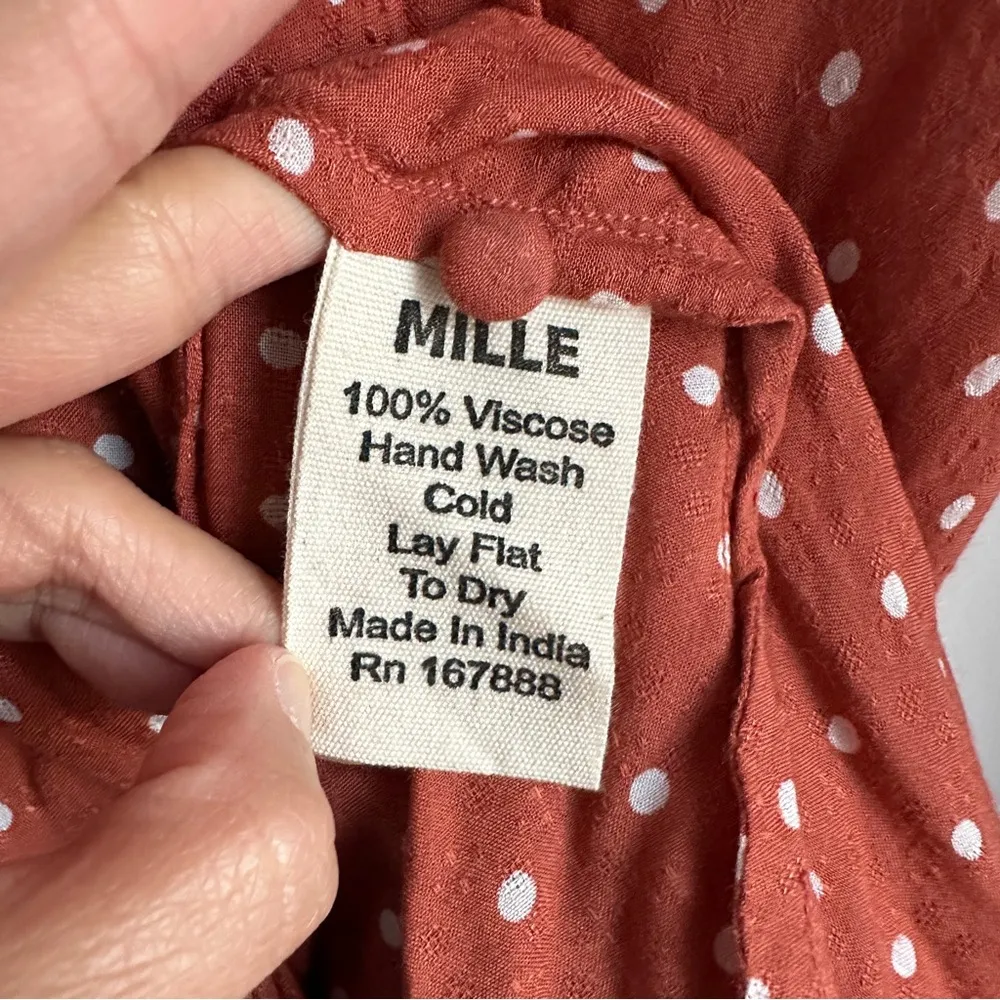 MILLE
100% Viscose
Hand Wash
Cold
Lay Flat
To Dry
Made In India
Rn 167888